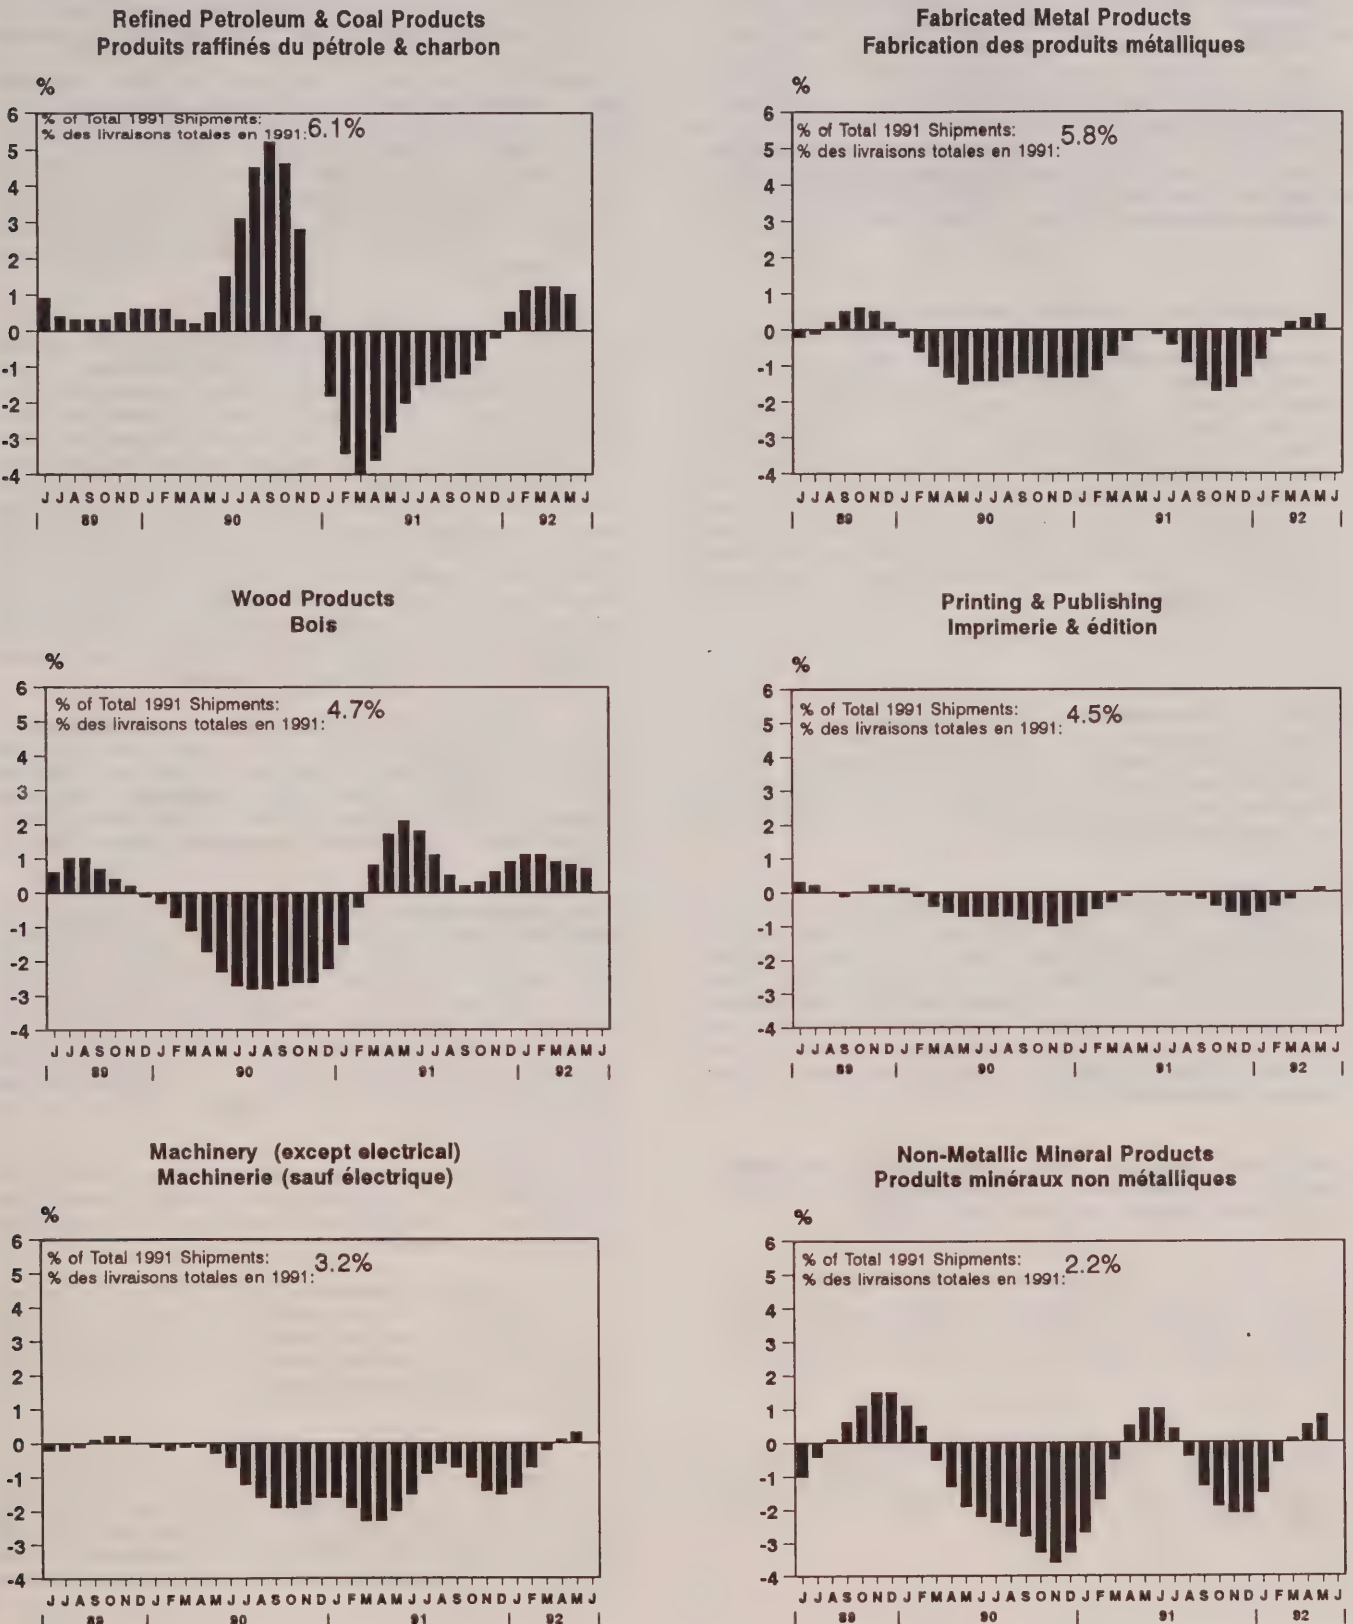 Refined Petroleum & Coal Products
Produits raffinés du pétrole & charbon
%
% of Total 1991 Shipments:
% des livraisons totales en 1991: 6.1%
6
5
4
3
2
1
0
-1
-2
-3
-4
J J A S O N D J F M A M J J A S O N D J F M A M J J A S O N D J F M A M J
| 89 | 90 | 91 | 92 |
Fabricated Metal Products
Fabrication des produits métalliques
%
% of Total 1991 Shipments: 5.8%
% des livraisons totales en 1991:
6
5
4
3
2
1
0
-1
-2
-3
-4
J J A S O N D J F M A M J J A S O N D J F M A M J J A S O N D J F M A M J
| 89 | 90 | 91 | 92 |
Wood Products
Bois
%
% of Total 1991 Shipments: 4.7%
% des livraisons totales en 1991:
6
5
4
3
2
1
0
-1
-2
-3
-4
J J A S O N D J F M A M J J A S O N D J F M A M J J A S O N D J F M A M J
| 89 | 90 | 91 | 92 |
Printing & Publishing
Imprimerie & édition
%
% of Total 1991 Shipments: 4.5%
% des livraisons totales en 1991:
6
5
4
3
2
1
0
-1
-2
-3
-4
J J A S O N D J F M A M J J A S O N D J F M A M J J A S O N D J F M A M J
| 89 | 90 | 91 | 92 |
Machinery (except electrical)
Machinerie (sauf électrique)
%
% of Total 1991 Shipments: 3.2%
% des livraisons totales en 1991:
6
5
4
3
2
1
0
-1
-2
-3
-4
J J A S O N D J F M A M J J A S O N D J F M A M J J A S O N D J F M A M J
| 89 | 90 | 91 | 92 |
Non-Metallic Mineral Products
Produits minéraux non métalliques
%
% of Total 1991 Shipments: 2.2%
% des livraisons totales en 1991:
6
5
4
3
2
1
0
-1
-2
-3
-4
J J A S O N D J F M A M J J A S O N D J F M A M J J A S O N D J F M A M J
| 89 | 90 | 91 | 92 |